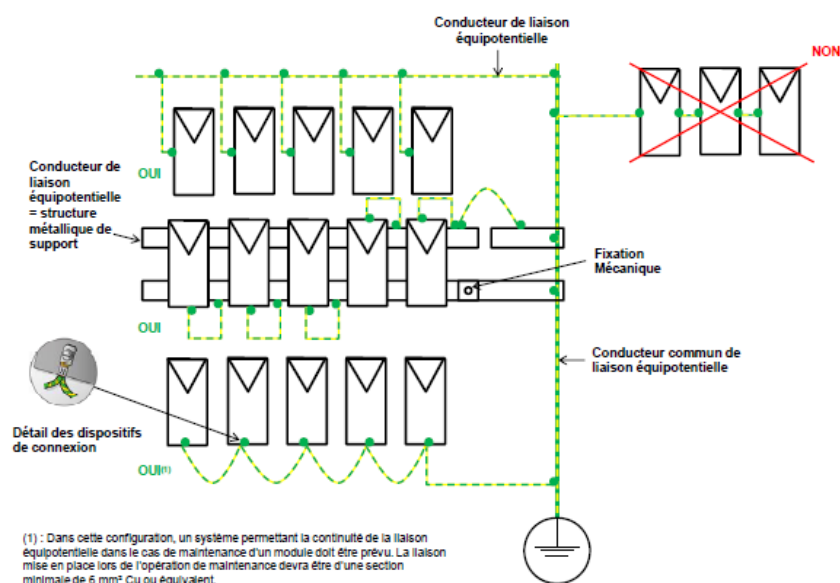 Conducteur de liaison
équipotentielle
NON
Conducteur de
liaison
équipotentielle
= structure
métallique de
support
OUI
Fixation
Mécanique
OUI
Conducteur commun de
liaison équipotentielle
Détail des dispositifs
de connexion
OUI(1)
(1) : Dans cette configuration, un système permettant la continuité de la liaison
équipotentielle dans le cas de maintenance d'un module doit être prévu. La liaison
mise en place lors de l'opération de maintenance devra être d'une section
minimale de 6 mm² Cu ou équivalent.